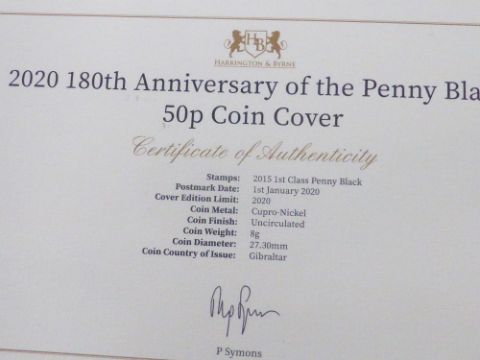 HB
HARRINGTON & BYRNE
2020 180th Anniversary of the Penny Bla
50p Coin Cover
Certificate of Authenticity
Stamps: 2015 1st Class Penny Black
Postmark Date: 1st January 2020
Cover Edition Limit: 2020
Coin Metal: Cupro-Nickel
Coin Finish: Uncirculated
Coin Weight: 8g
Coin Diameter: 27.30mm
Coin Country of Issue: Gibraltar
P Symons